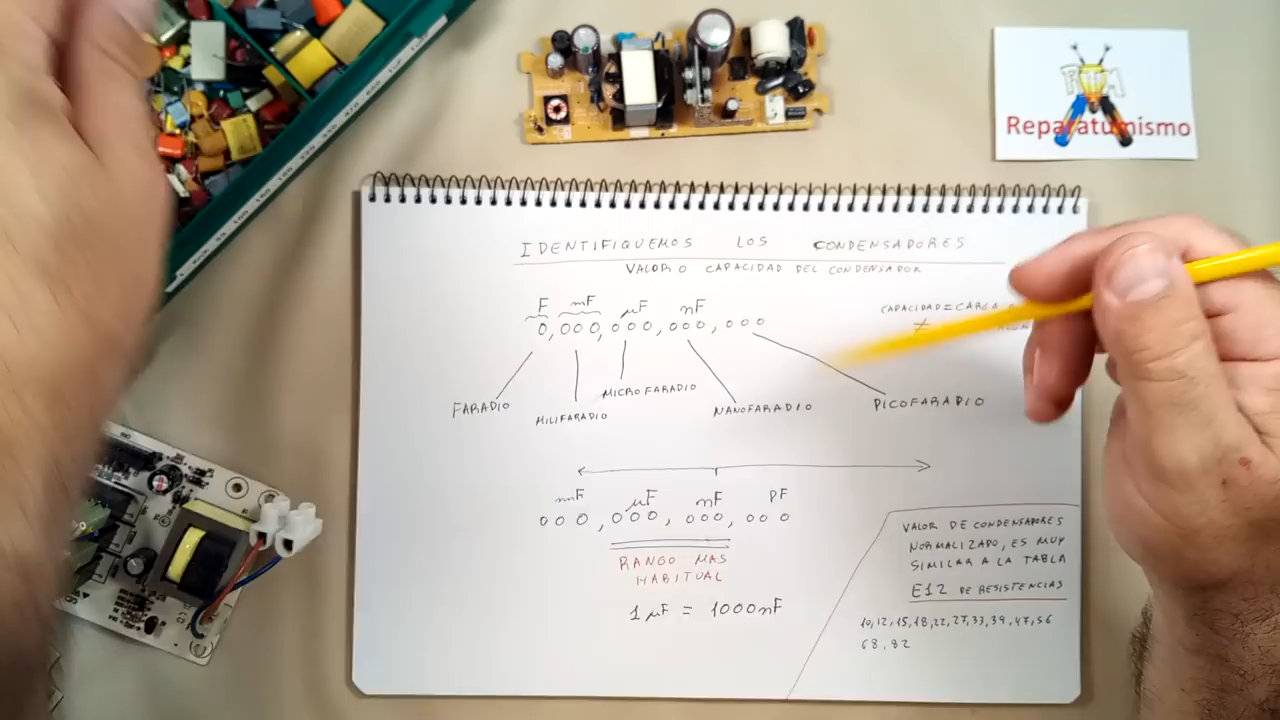 Reparatumismo
IDENTIFIQUEMOS LOS CONDENSADORES
VALOR O CAPACIDAD DEL CONDENSADOR
F mF µF nF
0,000,000,000,000
CAPACIDAD=CARGA
≠
FARADIO
MILIFARADIO
MICROFARADIO
NANOFARADIO
PICOFARADIO
mF µF nF PF
000,000,000,000
RANGO MAS
HABITUAL
1µF = 1000nF
VALOR DE CONDENSADORES
NORMALIZADO, ES MUY
SIMILAR A LA TABLA
E12 DE RESISTENCIAS
10,12,15,18,22,27,33,39,47,56
68,82